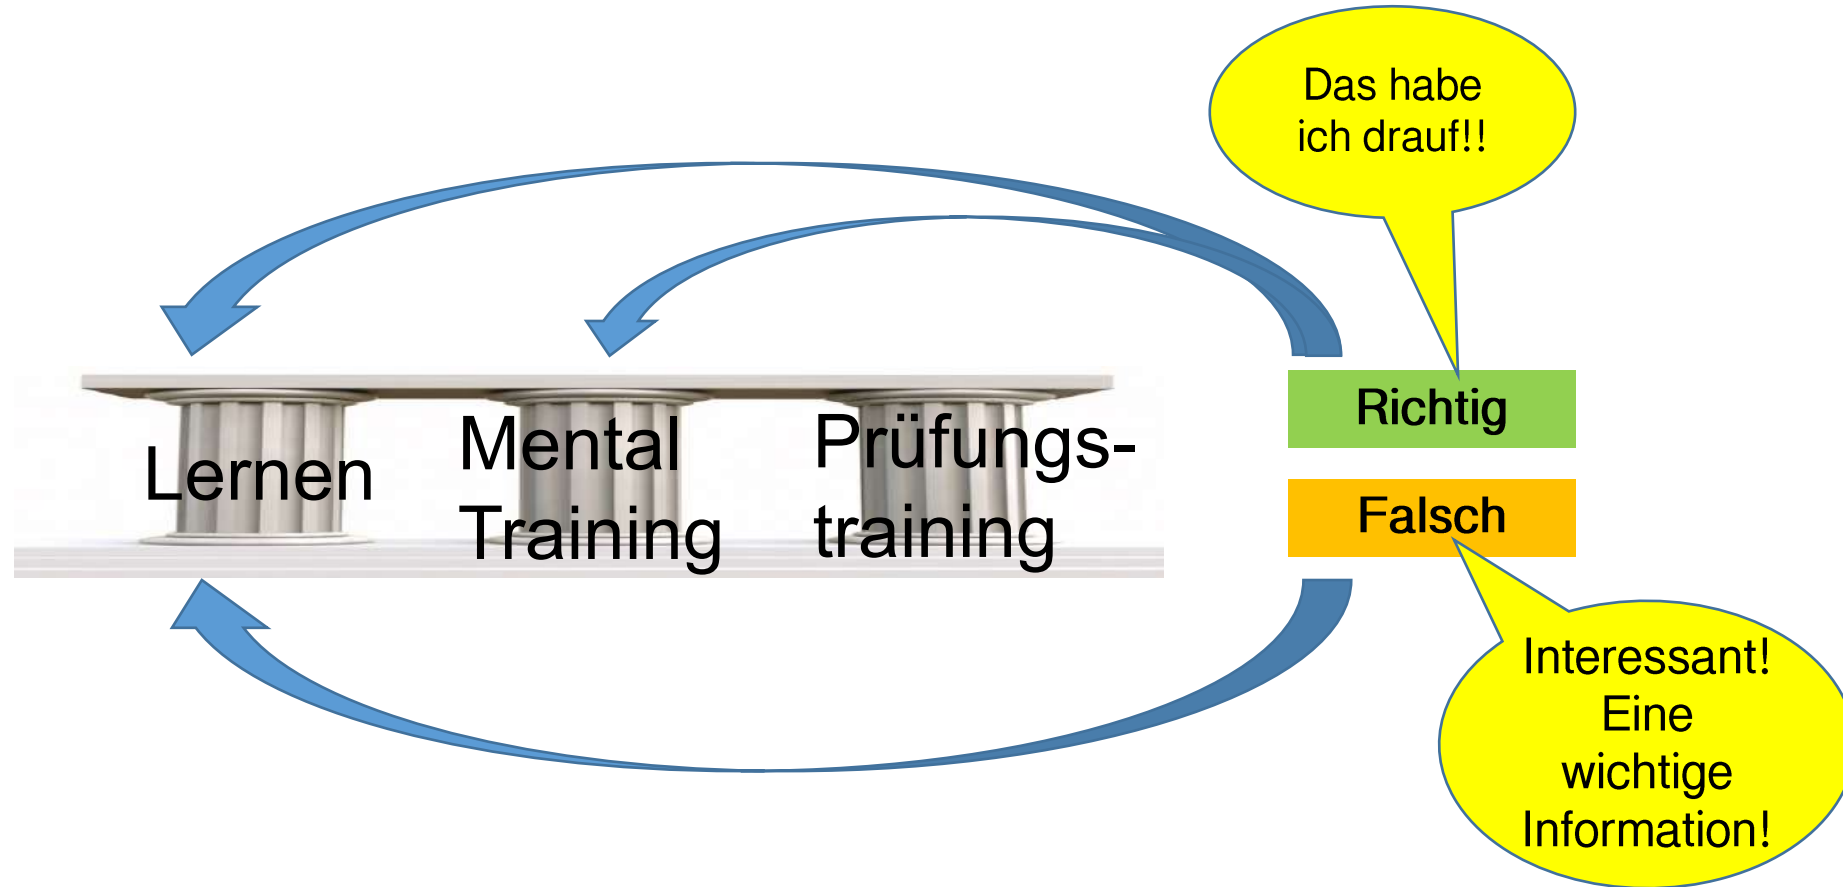 Das habe
ich drauf!!
Lernen
Mental
Training
Prüfungs-
training
Richtig
Falsch
Interessant!
Eine
wichtige
Information!